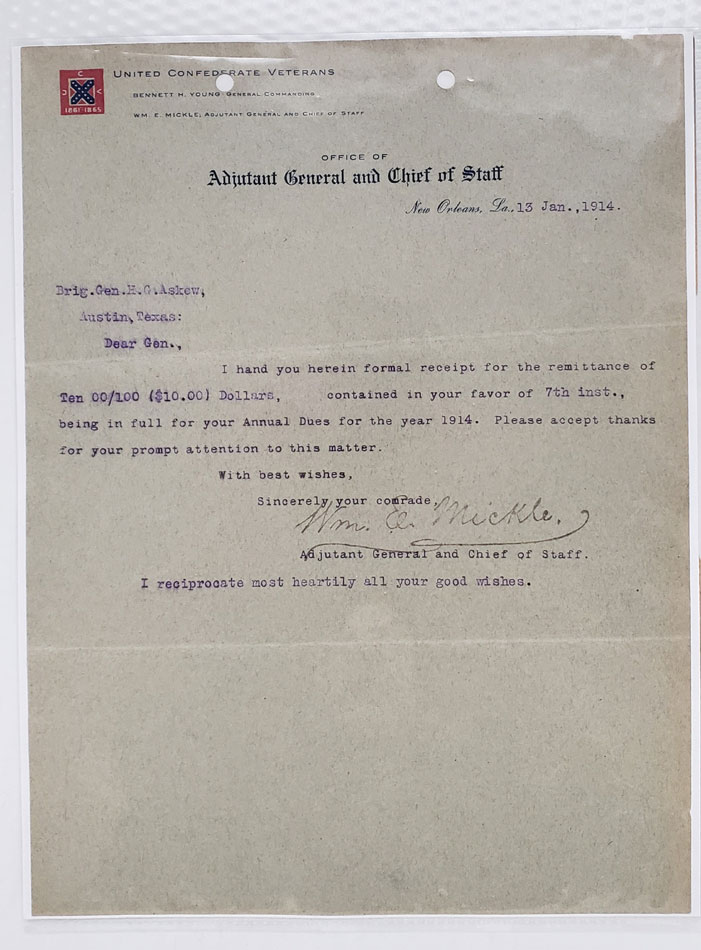 UNITED CONFEDERATE VETERANS
C
U V
1861-1865
BENNETT H. YOUNG GENERAL COMMANDING
WM. E. MICKLE, ADJUTANT GENERAL AND CHIEF OF STAFF
OFFICE OF
Adjutant General and Chief of Staff
New Orleans, La., 13 Jan., 1914.
Brig.Gen.H.G.Askew,
Austin, Texas:
Dear Gen.,
I hand you herein formal receipt for the remittance of
Ten 00/100 ($10.00) Dollars, contained in your favor of 7th inst.,
being in full for your Annual Dues for the year 1914. Please accept thanks
for your prompt attention to this matter.
With best wishes,
Sincerely your comrade,
Wm. E. Mickle.
Adjutant General and Chief of Staff.
I reciprocate most heartily all your good wishes.